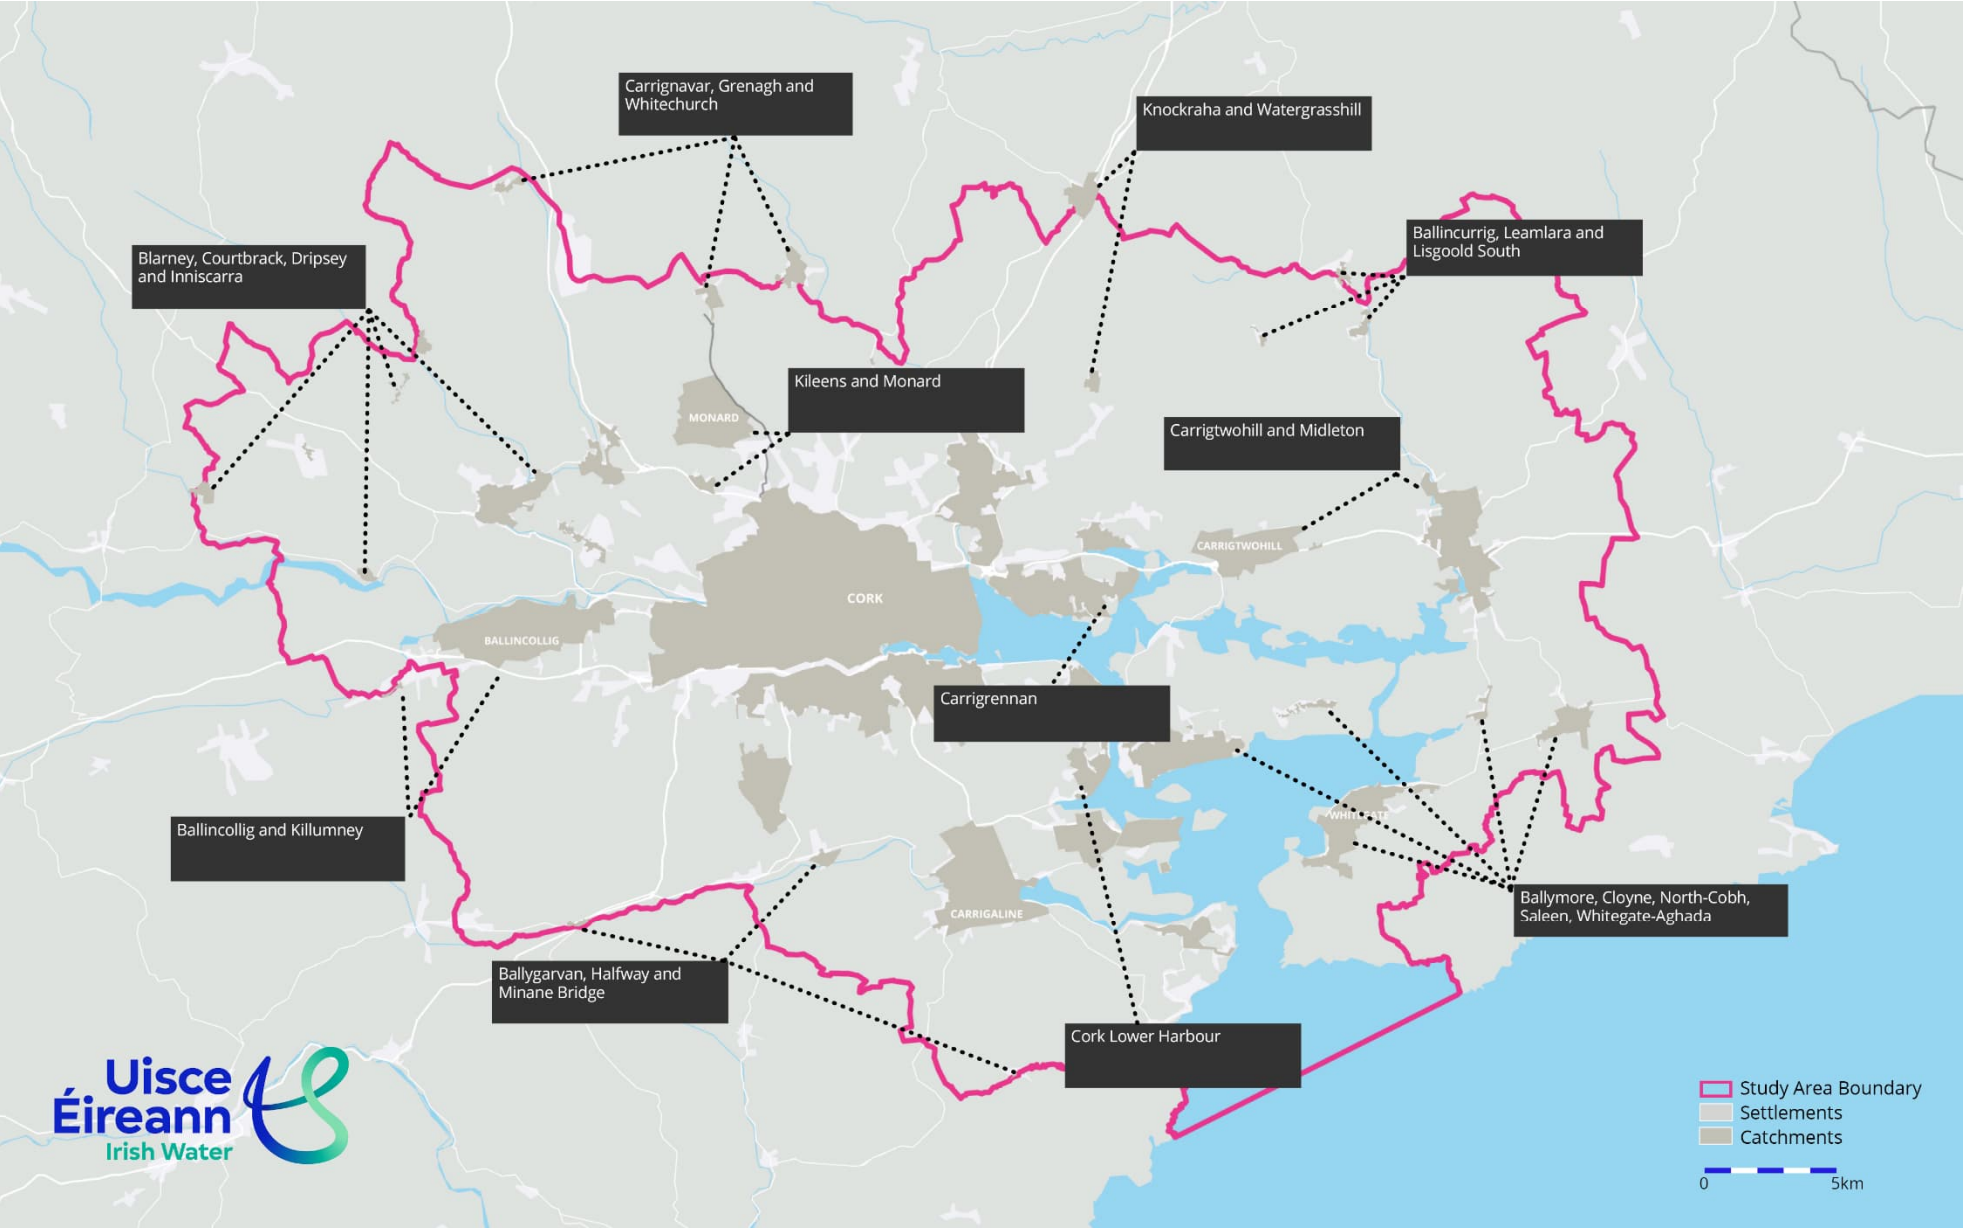 Carrignavar, Grenagh and
Whitechurch
Knockraha and Watergrasshill
Ballincurrig, Leamlara and
Lisgoold South
Blarney, Courtbrack, Dripsey
and Inniscarra
Kileens and Monard
MONARD
Carrigtwohill and Midleton
CARRIGTWOHILL
CORK
BALLINCOLLIG
Carrigrennan
WHITEGATE
Ballincollig and Killumney
Ballymore, Cloyne, North-Cobh,
Saleen, Whitegate-Aghada
CARRIGALINE
Ballygarvan, Halfway and
Minane Bridge
Cork Lower Harbour
Uisce
Éireann
Irish Water
Study Area Boundary
Settlements
Catchments
0 5km